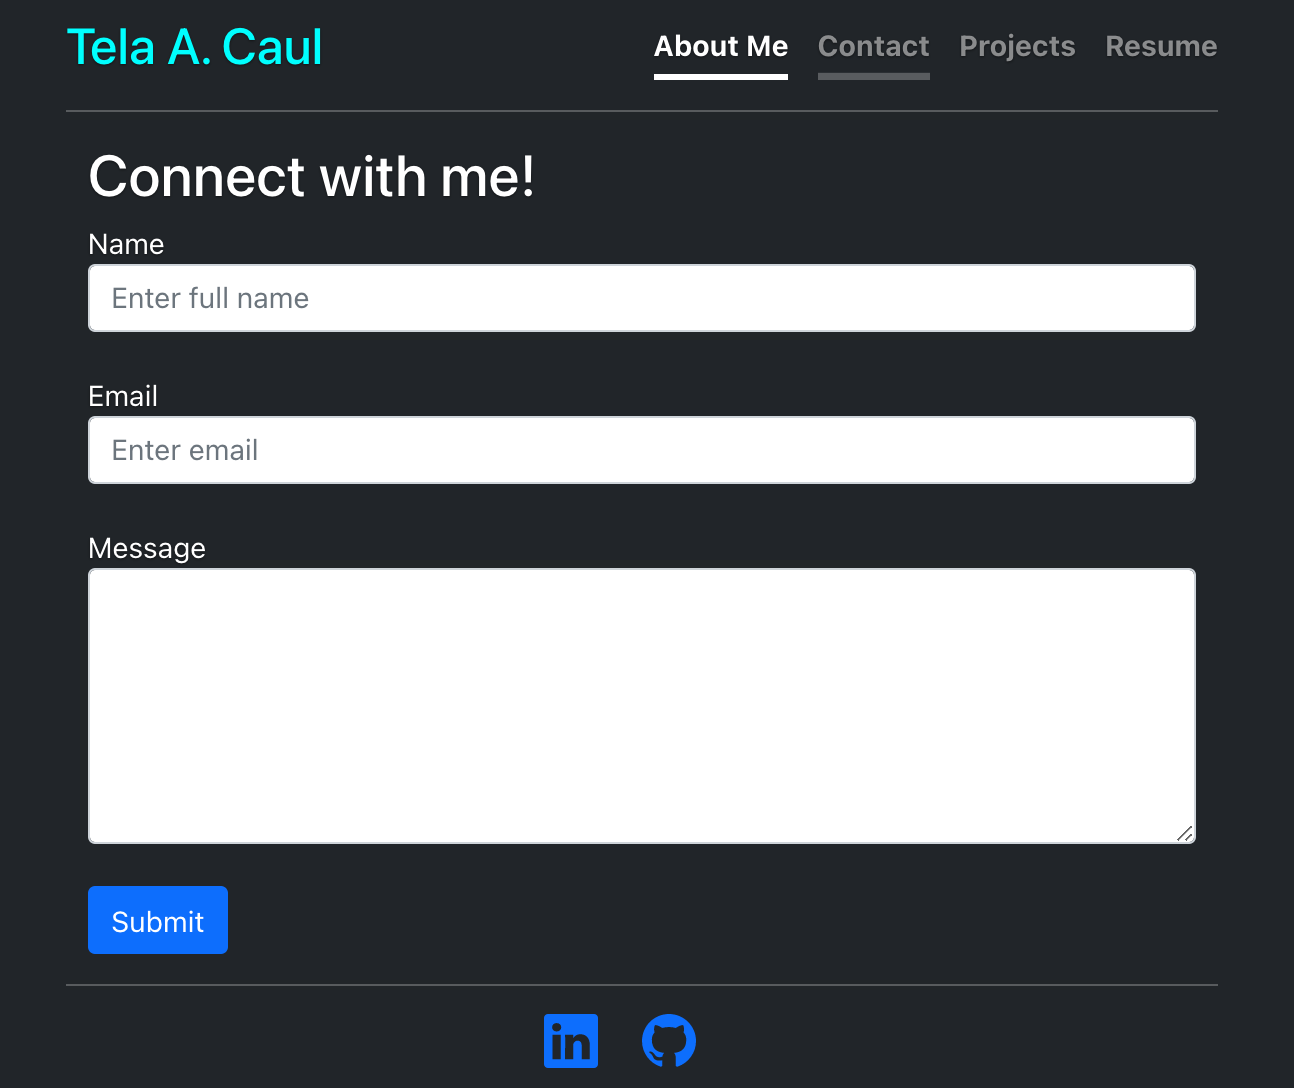 Tela A. Caul
About Me Contact Projects Resume
Connect with me!
Name
Enter full name
Email
Enter email
Message
Submit
in